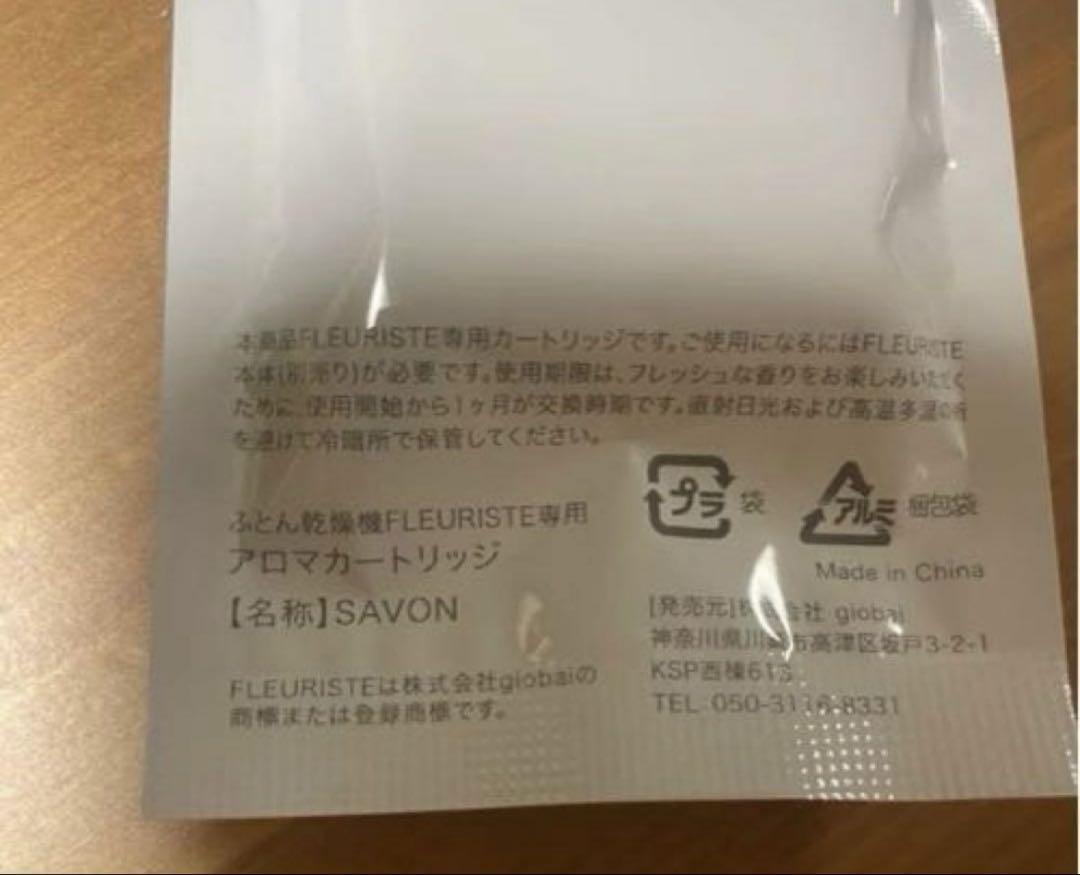 本商品FLEURISTE専用カートリッジです。ご使用になるにはFLEURISTE
本体(別売り)が必要です。使用期限は、フレッシュな香りをお楽しみいただく
ために、使用開始から1ヶ月が交換時期です。直射日光および高温多湿の所
を避けて冷暗所で保管してください。
ふとん乾燥機FLEURISTE専用
アロマカートリッジ
【名称】SAVON
FLEURISTEは株式会社giobaiの
商標または登録商標です。
プラ 袋
アルミ 梱包袋
Made in China
[発売元]株式会社 giobai
神奈川県川崎市高津区坂戸3-2-1
KSP西棟613
TEL:050-3116-8331